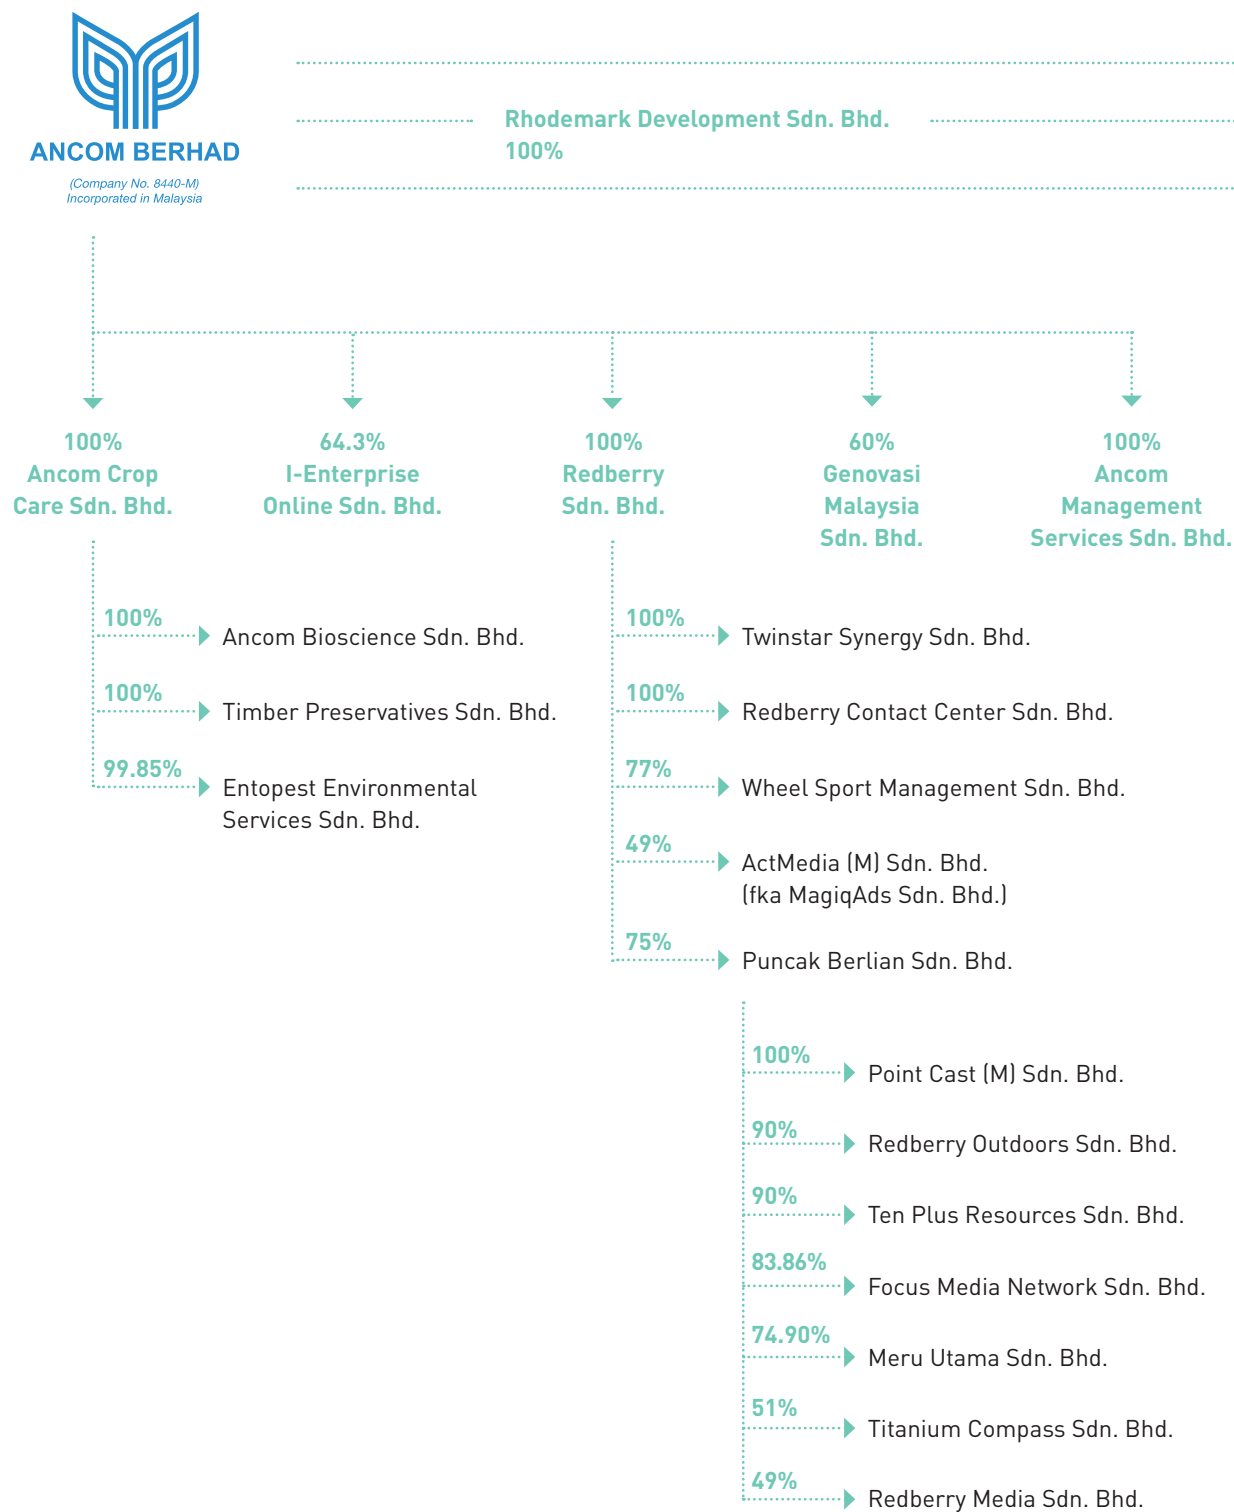 ANCOM BERHAD
(Company No. 8440-M)
Incorporated in Malaysia
Rhodemark Development Sdn. Bhd.
100%
100%
Ancom Crop
Care Sdn. Bhd.
64.3%
I-Enterprise
Online Sdn. Bhd.
100%
Redberry
Sdn. Bhd.
60%
Genovasi
Malaysia
Sdn. Bhd.
100%
Ancom
Management
Services Sdn. Bhd.
100%
Ancom Bioscience Sdn. Bhd.
100%
Timber Preservatives Sdn. Bhd.
99.85%
Entopest Environmental
Services Sdn. Bhd.
100%
Twinstar Synergy Sdn. Bhd.
100%
Redberry Contact Center Sdn. Bhd.
77%
Wheel Sport Management Sdn. Bhd.
49%
ActMedia (M) Sdn. Bhd.
(fka MagiqAds Sdn. Bhd.)
75%
Puncak Berlian Sdn. Bhd.
100%
Point Cast (M) Sdn. Bhd.
90%
Redberry Outdoors Sdn. Bhd.
90%
Ten Plus Resources Sdn. Bhd.
83.86%
Focus Media Network Sdn. Bhd.
74.90%
Meru Utama Sdn. Bhd.
51%
Titanium Compass Sdn. Bhd.
49%
Redberry Media Sdn. Bhd.